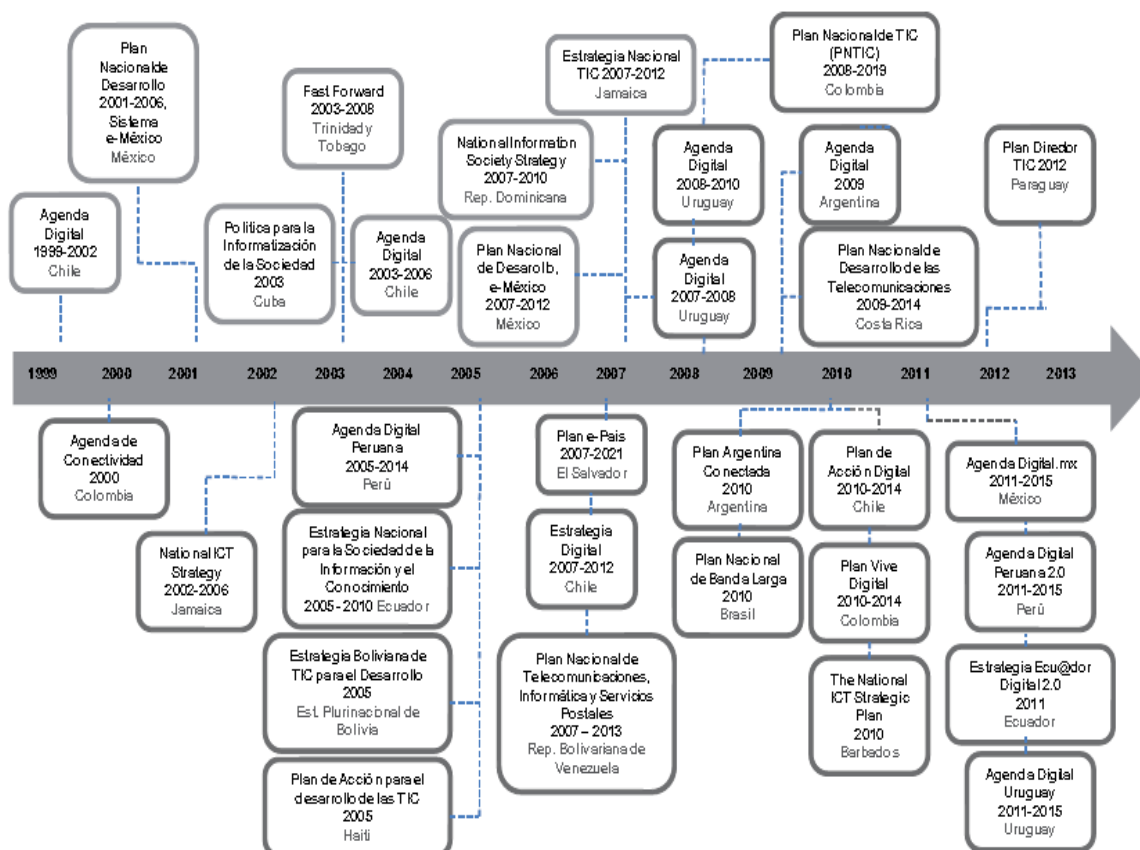 Plan
Nacional de
Desarrollo
2001-2006,
Sistema
e-México
México
Agenda
Digital
1999-2002
Chile
Fast Forward
2003-2008
Trinidad y
Tobago
Política para la
Informatización
de la Sociedad
2003
Cuba
Agenda
Digital
2003-2006
Chile
Estrategia Nacional
TIC 2007-2012
Jamaica
National Information
Society Strategy
2007-2010
Rep. Dominicana
Plan Nacional
de Desarolb,
e-México
2007-2012
México
Plan Nacional de TIC
(PNTIC)
2008-2019
Colombia
Agenda
Digital
2008-2010
Uruguay
Agenda
Digital
2007-2008
Uruguay
Agenda
Digital
2009
Argentina
Plan Nacional de
Desarrollo de las
Telecomunicaciones
2009-2014
Costa Rica
Plan Director
TIC 2012
Paraguay
1999 2000 2001 2002 2003 2004 2005 2006 2007 2008 2009 2010 2011 2012 2013
Agenda de
Conectividad
2000
Colombia
National ICT
Strategy
2002-2006
Jamaica
Agenda Digital
Peruana
2005-2014
Perú
Estrategia Nacional
para la Sociedad de la
Información y el
Conocimiento
2005 - 2010 Ecuador
Estrategia Boliviana de
TIC para el Desarrollo
2005
Est. Plurinacional de
Bolivia
Plan de Acción para el
desarrollo de las TIC
2005
Haití
Plan e-País
2007-2021
El Salvador
Estrategia
Digital
2007-2012
Chile
Plan Nacional de
Telecomunicaciones,
Informática y Servicios
Postales
2007 – 2013
Rep. Bolivariana de
Venezuela
Plan Argentina
Conectada
2010
Argentina
Plan Nacional
de Banda Larga
2010
Brasil
Plan de
Acción Digital
2010-2014
Chile
Plan Vive
Digital
2010-2014
Colombia
The National
ICT Strategic
Plan
2010
Barbados
Agenda Digital.mx
2011-2015
México
Agenda Digital
Peruana 2.0
2011-2015
Perú
Estrategia Ecu@dor
Digital 2.0
2011
Ecuador
Agenda Digital
Uruguay
2011-2015
Uruguay